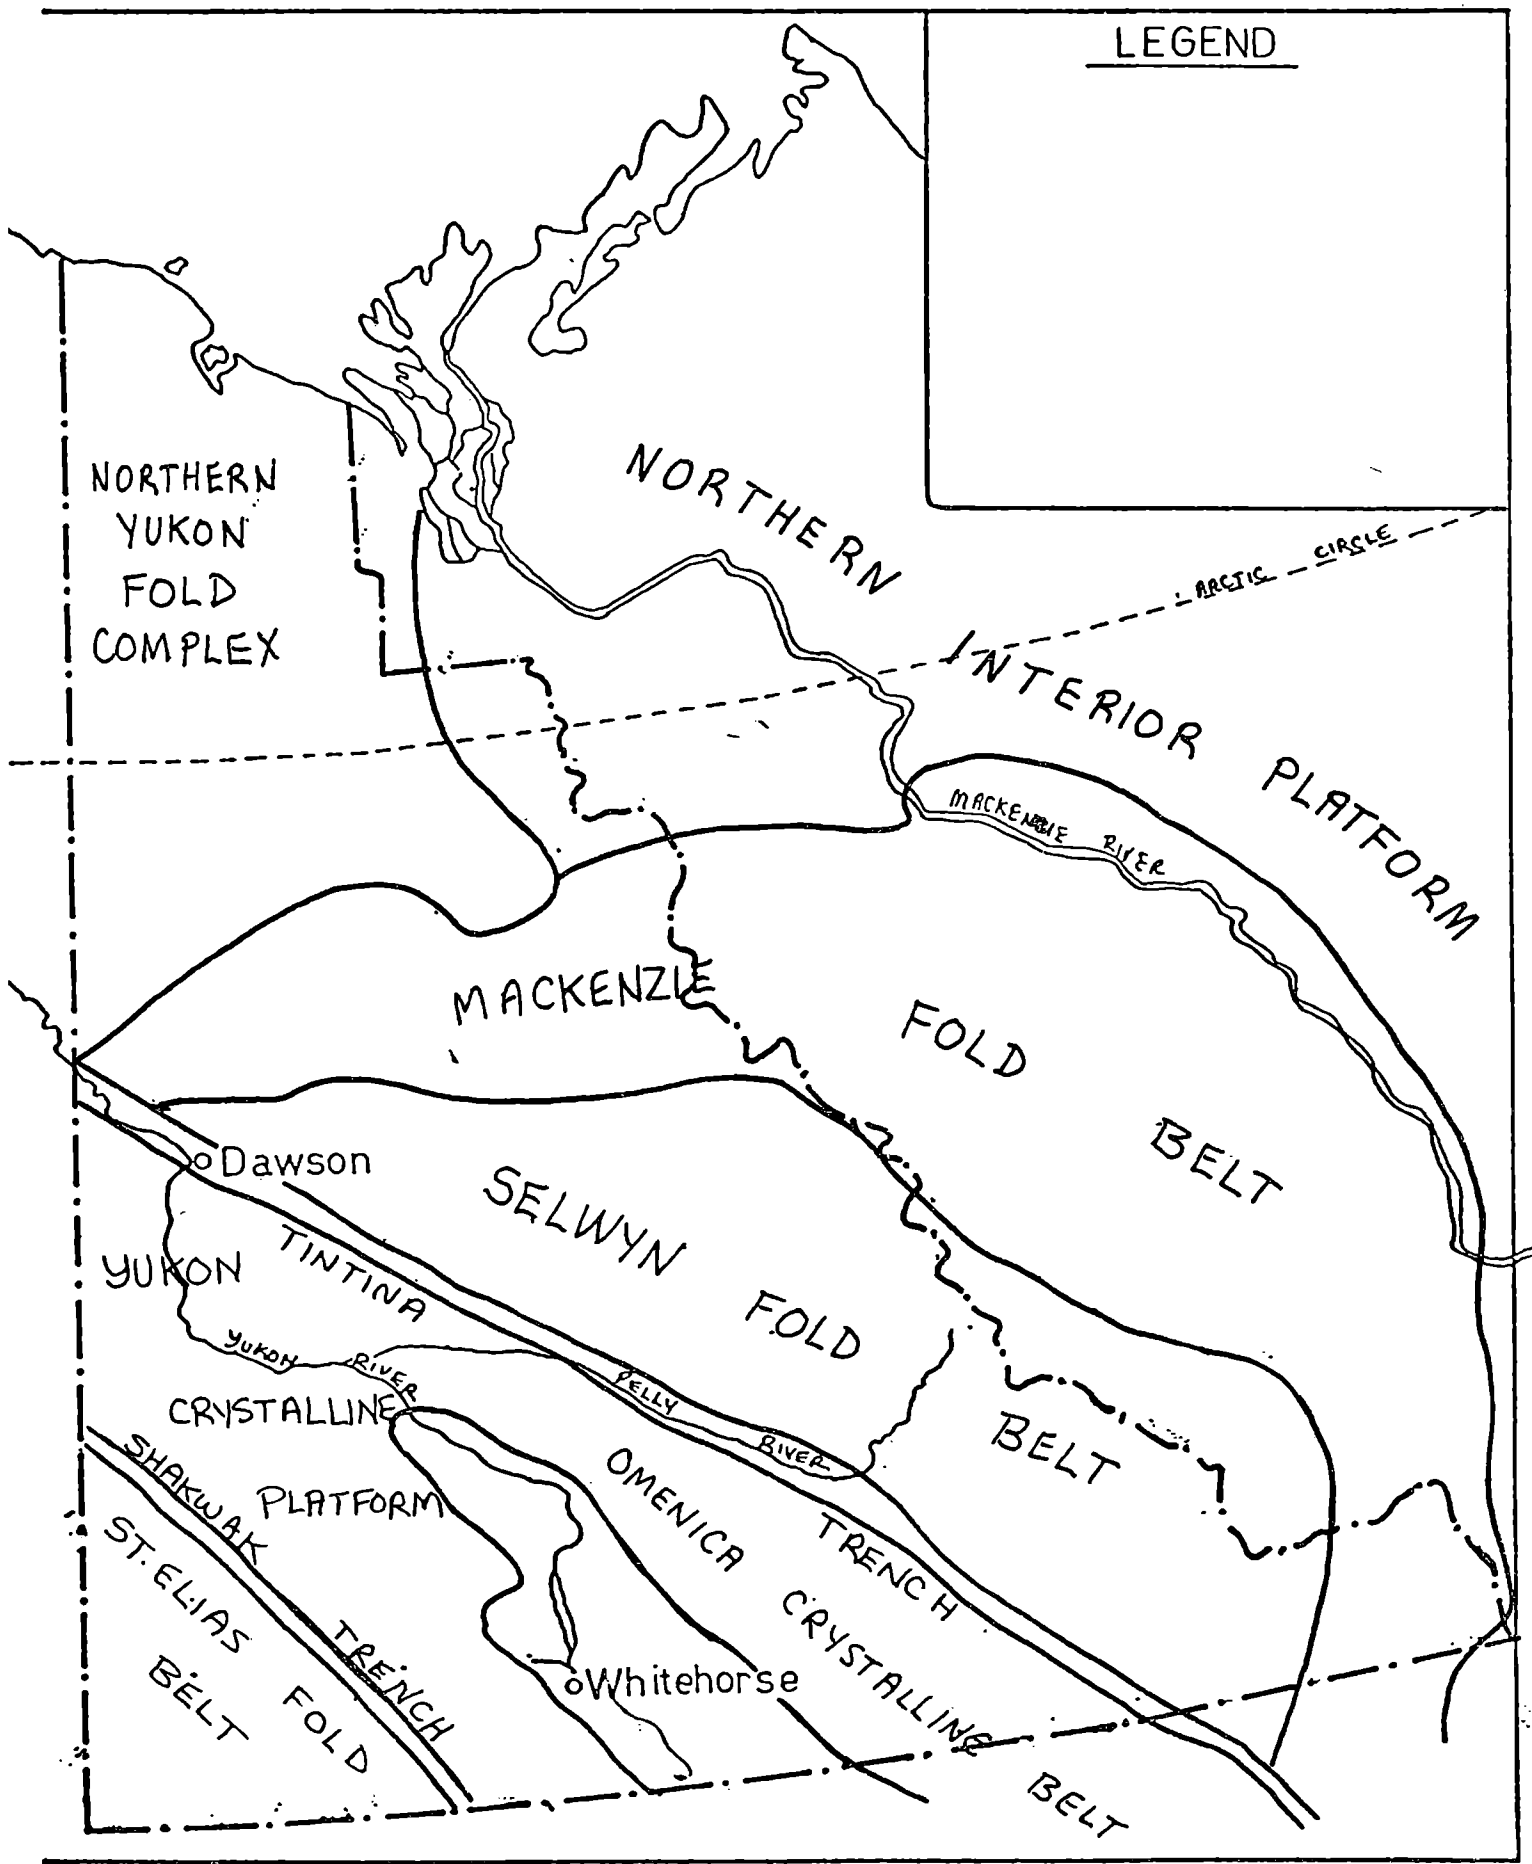 LEGEND
NORTHERN
YUKON
FOLD
COMPLEX
NORTHERN
INTERIOR PLATFORM
ARCTIC CIRCLE
MACKENZIE RIVER
MACKENZIE
FOLD
BELT
Dawson
SELWYN
FOLD
BELT
YUKON
CRYSTALLINE
PLATFORM
TINTINA
TRENCH
YUKON RIVER
PELLY RIVER
OMENICA CRYSTALLINE BELT
SHAKWAK
TRENCH
ST. ELIAS FOLD
BELT
Whitehorse